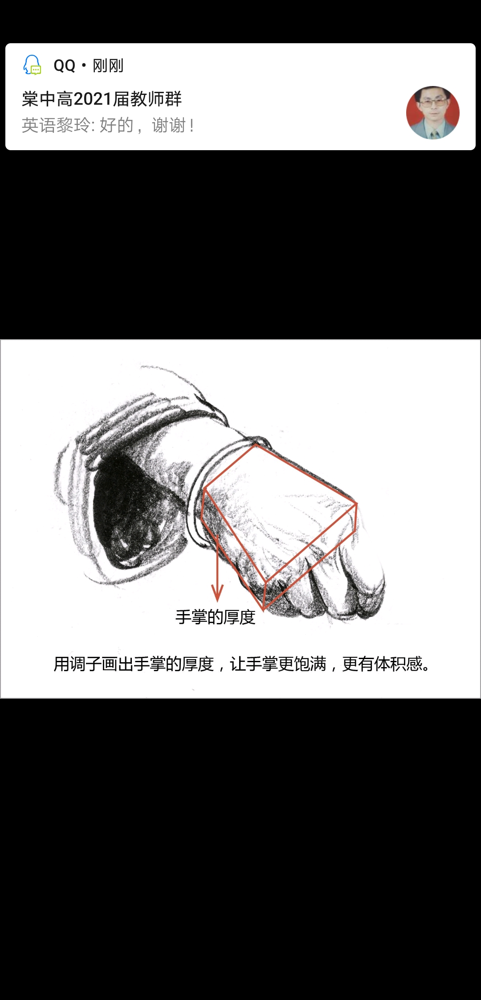 QQ • 刚刚
棠中高2021届教师群
英语黎玲: 好的，谢谢！
手掌的厚度
用调子画出手掌的厚度，让手掌更饱满，更有体积感。